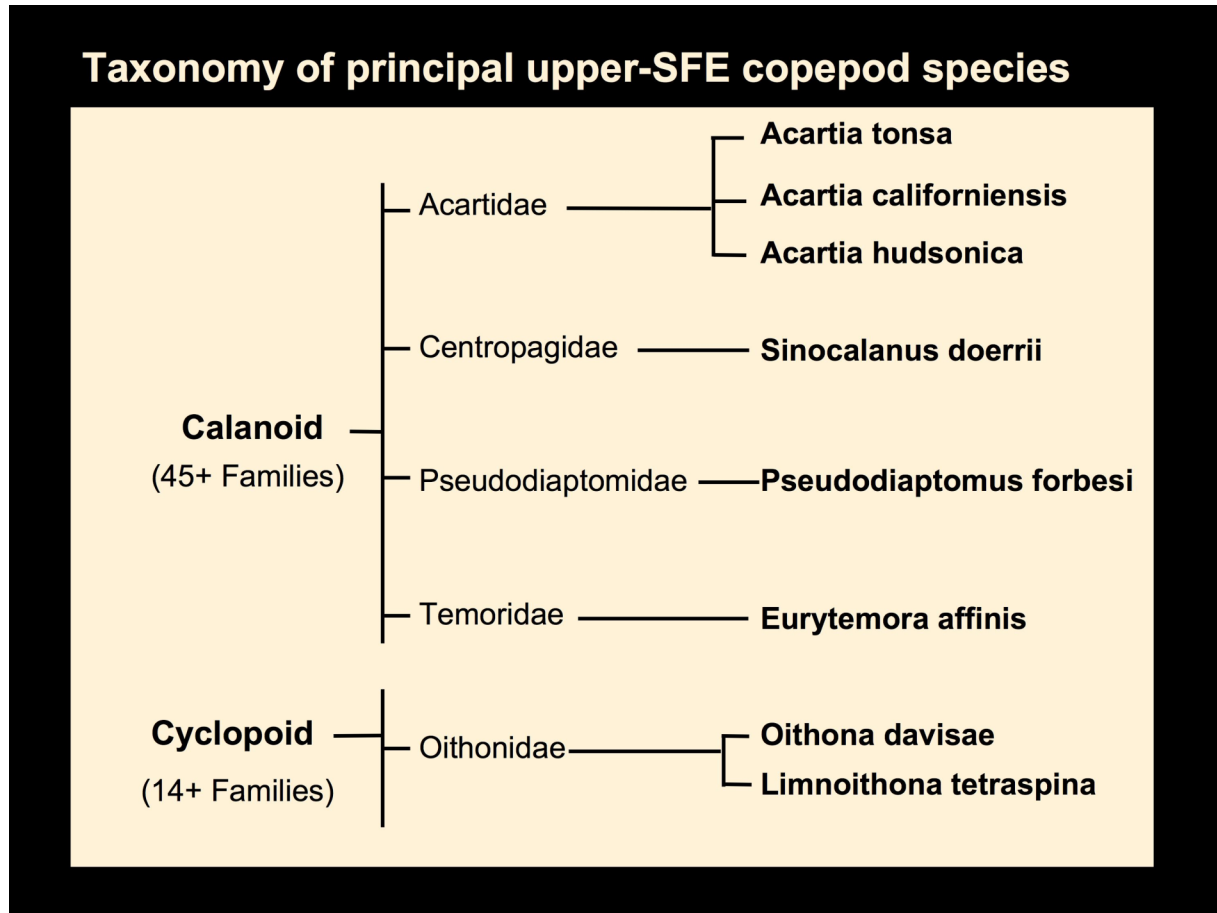 Taxonomy of principal upper-SFE copepod species
Calanoid
(45+ Families)
Acartidae
Acartia tonsa
Acartia californiensis
Acartia hudsonica
Centropagidae
Sinocalanus doerrii
Pseudodiaptomidae
Pseudodiaptomus forbesi
Temoridae
Eurytemora affinis
Cyclopoid
(14+ Families)
Oithonidae
Oithona davisae
Limnoithona tetraspina